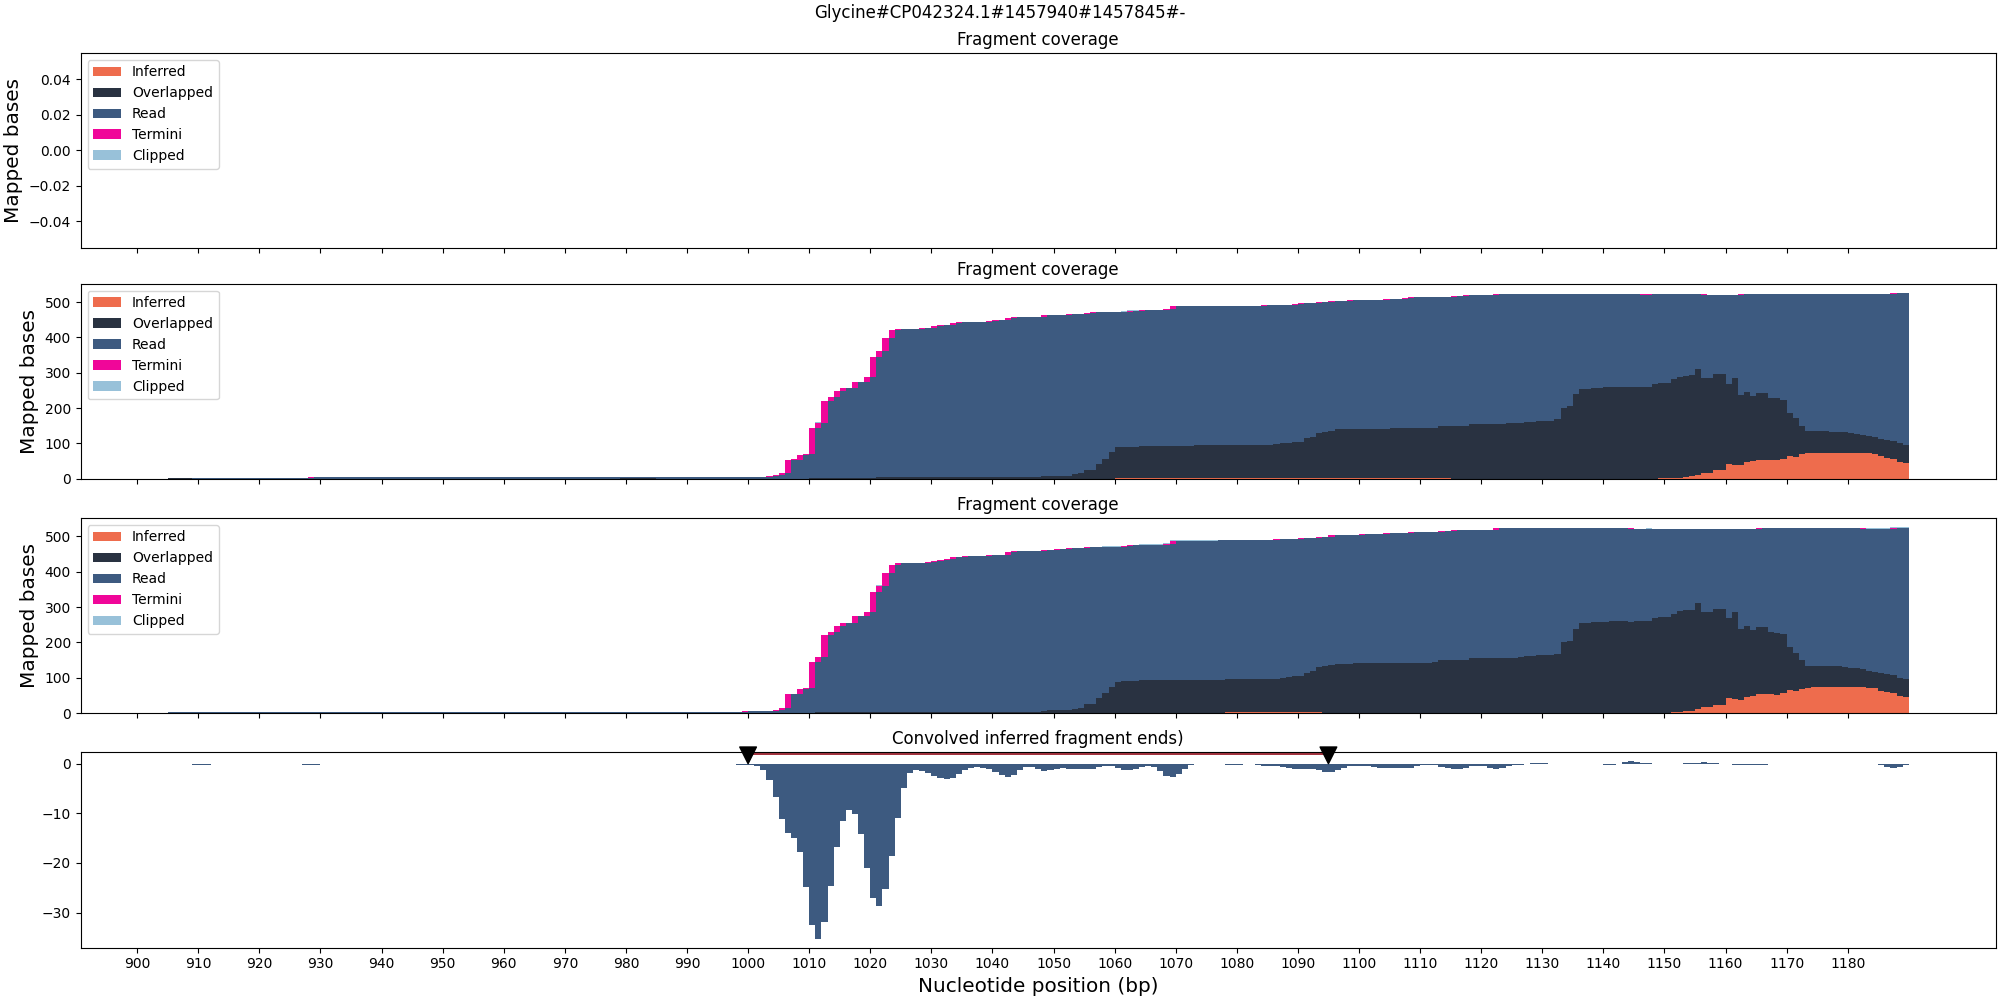 Glycine#CP042324.1#1457940#1457845#-
Fragment coverage
Mapped bases
0.04
0.02
0.00
−0.02
−0.04
Inferred
Overlapped
Read
Termini
Clipped
Fragment coverage
Mapped bases
500
400
300
200
100
0
Inferred
Overlapped
Read
Termini
Clipped
Fragment coverage
Mapped bases
500
400
300
200
100
0
Inferred
Overlapped
Read
Termini
Clipped
Convolved inferred fragment ends)
0
−10
−20
−30
900 910 920 930 940 950 960 970 980 990 1000 1010 1020 1030 1040 1050 1060 1070 1080 1090 1100 1110 1120 1130 1140 1150 1160 1170 1180
Nucleotide position (bp)